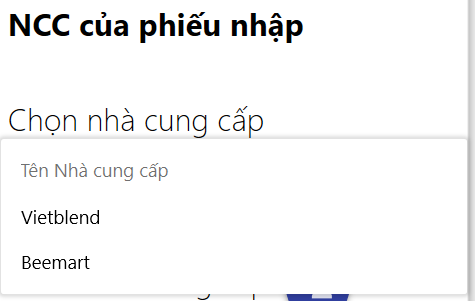 NCC của phiếu nhập
Chọn nhà cung cấp
Tên Nhà cung cấp
Vietblend
Beemart